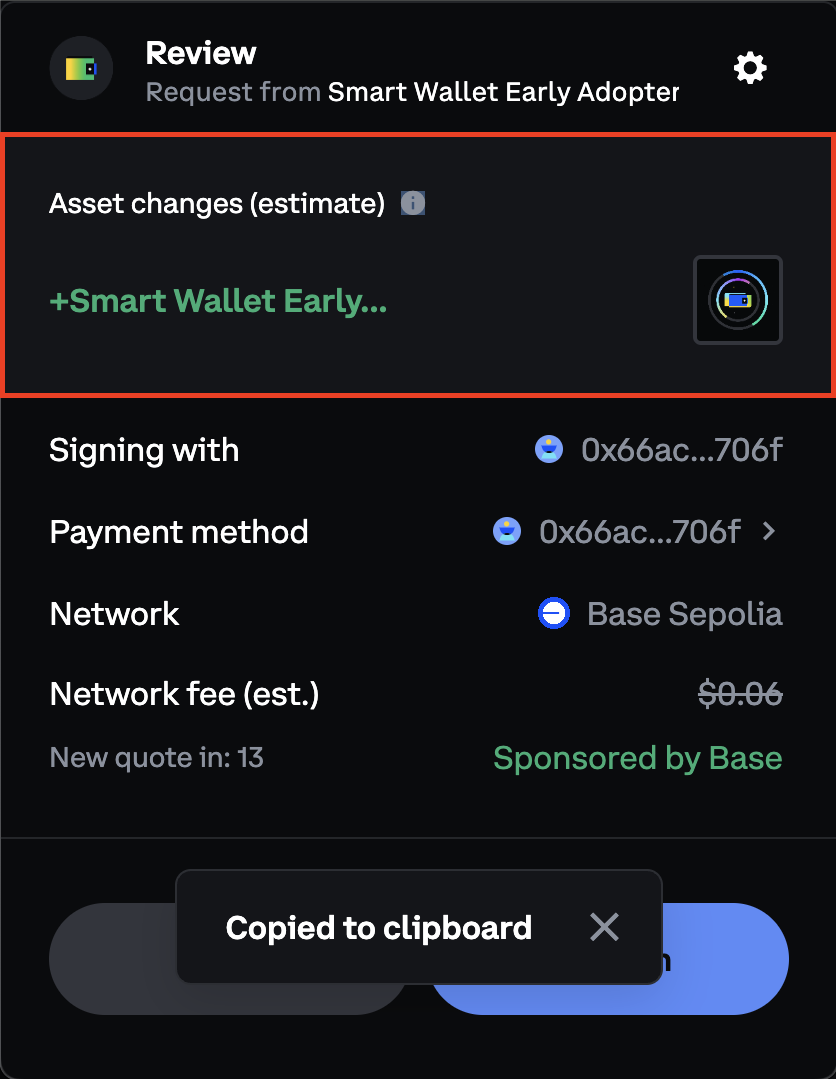 Review
Request from Smart Wallet Early Adopter
Asset changes (estimate)
+Smart Wallet Early...
Signing with 0x66ac...706f
Payment method 0x66ac...706f
Network Base Sepolia
Network fee (est.) $0.06
New quote in: 13 Sponsored by Base
Copied to clipboard